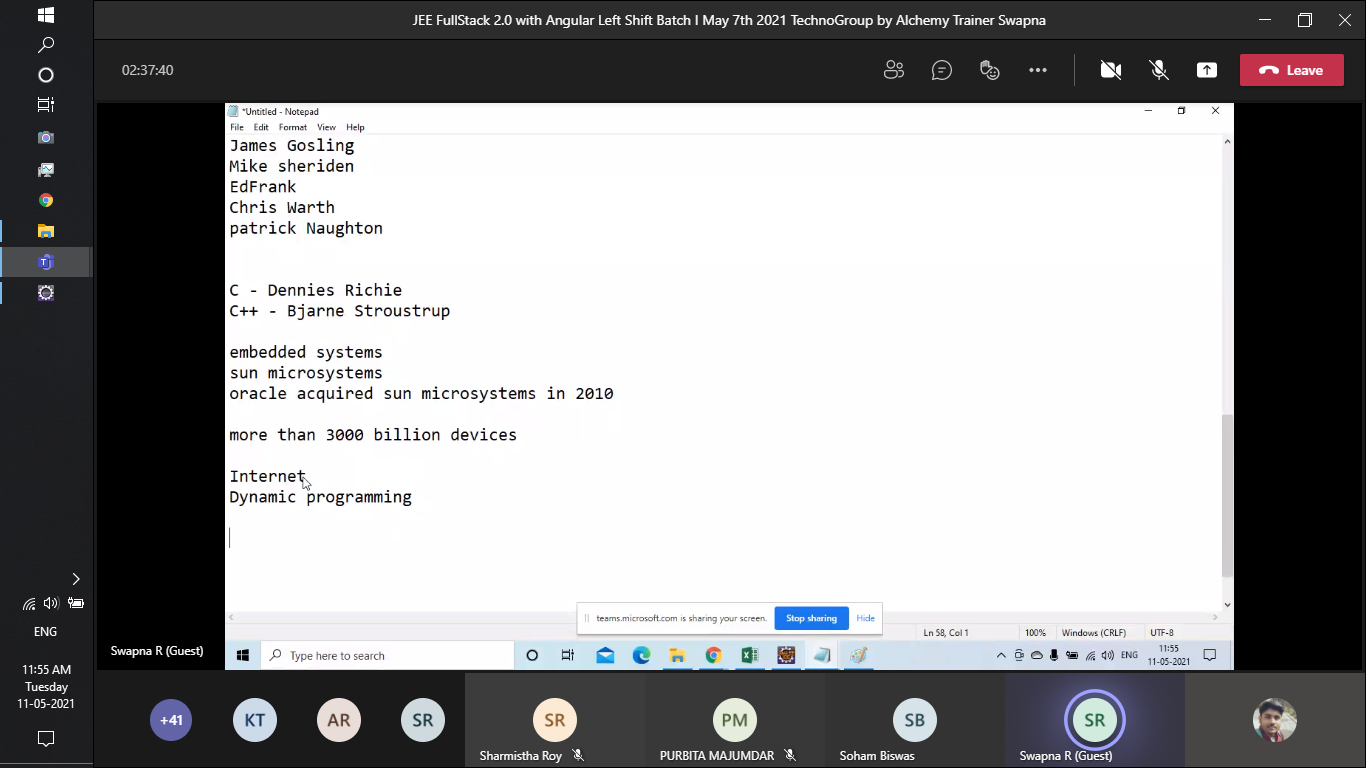 JEE FullStack 2.0 with Angular Left Shift Batch I May 7th 2021 TechnoGroup by Alchemy Trainer Swapna
02:37:40
Leave
*Untitled - Notepad
File Edit Format View Help
James Gosling
Mike sheriden
EdFrank
Chris Warth
patrick Naughton
C - Dennies Richie
C++ - Bjarne Stroustrup
embedded systems
sun microsystems
oracle acquired sun microsystems in 2010
more than 3000 billion devices
Internet
Dynamic programming
teams.microsoft.com is sharing your screen. Stop sharing Hide
Ln 58, Col 1 100% Windows (CRLF) UTF-8
Type here to search
ENG
11:55
11-05-2021
Swapna R (Guest)
ENG
11:55 AM
Tuesday
11-05-2021
+41 KT AR SR SR PM SB SR
Sharmistha Roy PURBITA MAJUMDAR Soham Biswas Swapna R (Guest)